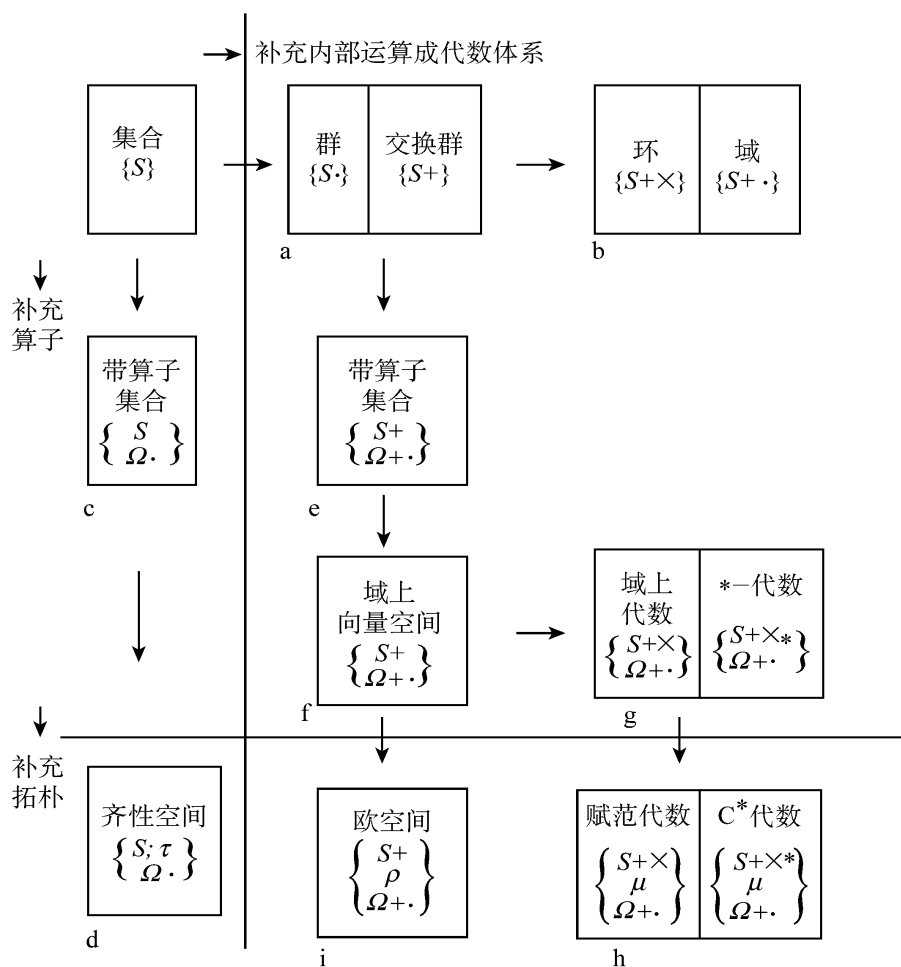 补充内部运算成代数体系
集合
{S}
群
{S·}
交换群
{S+}
环
{S+×}
域
{S+·}
a
b
补充
算子
带算子
集合
{S
Ω·}
带算子
集合
{S+
Ω+·}
c
e
域上
向量空间
{S+
Ω+·}
域上
代数
{S+×
Ω+·}
*−代数
{S+×*
Ω+·}
f
g
补充
拓朴
齐性空间
{S;τ
Ω·}
欧空间
{S+
ρ
Ω+·}
赋范代数
{S+×
μ
Ω+·}
C*代数
{S+×*
μ
Ω+·}
d
i
h